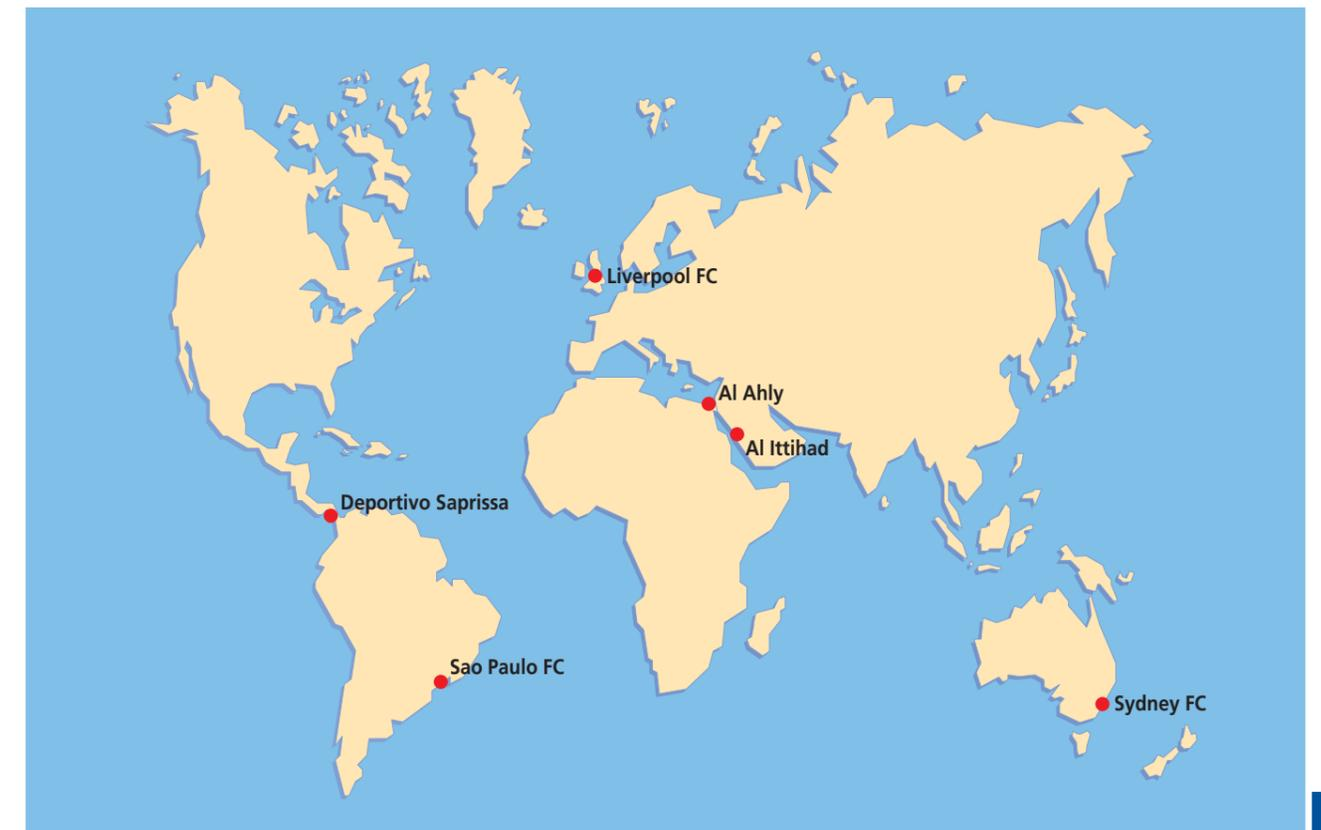 Liverpool FC
Al Ahly
Al Ittihad
Deportivo Saprissa
Sao Paulo FC
Sydney FC